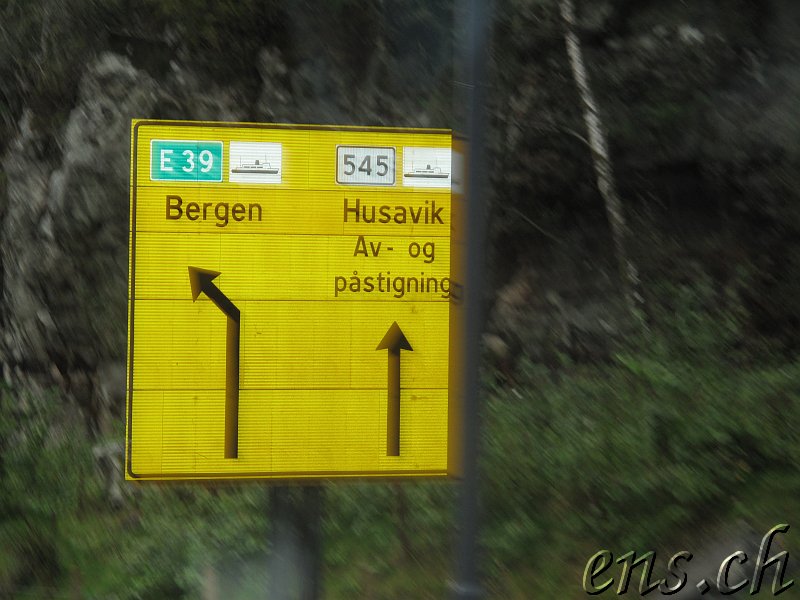 E 39 545
Bergen Husavik
Av- og
påstigning
ens.ch